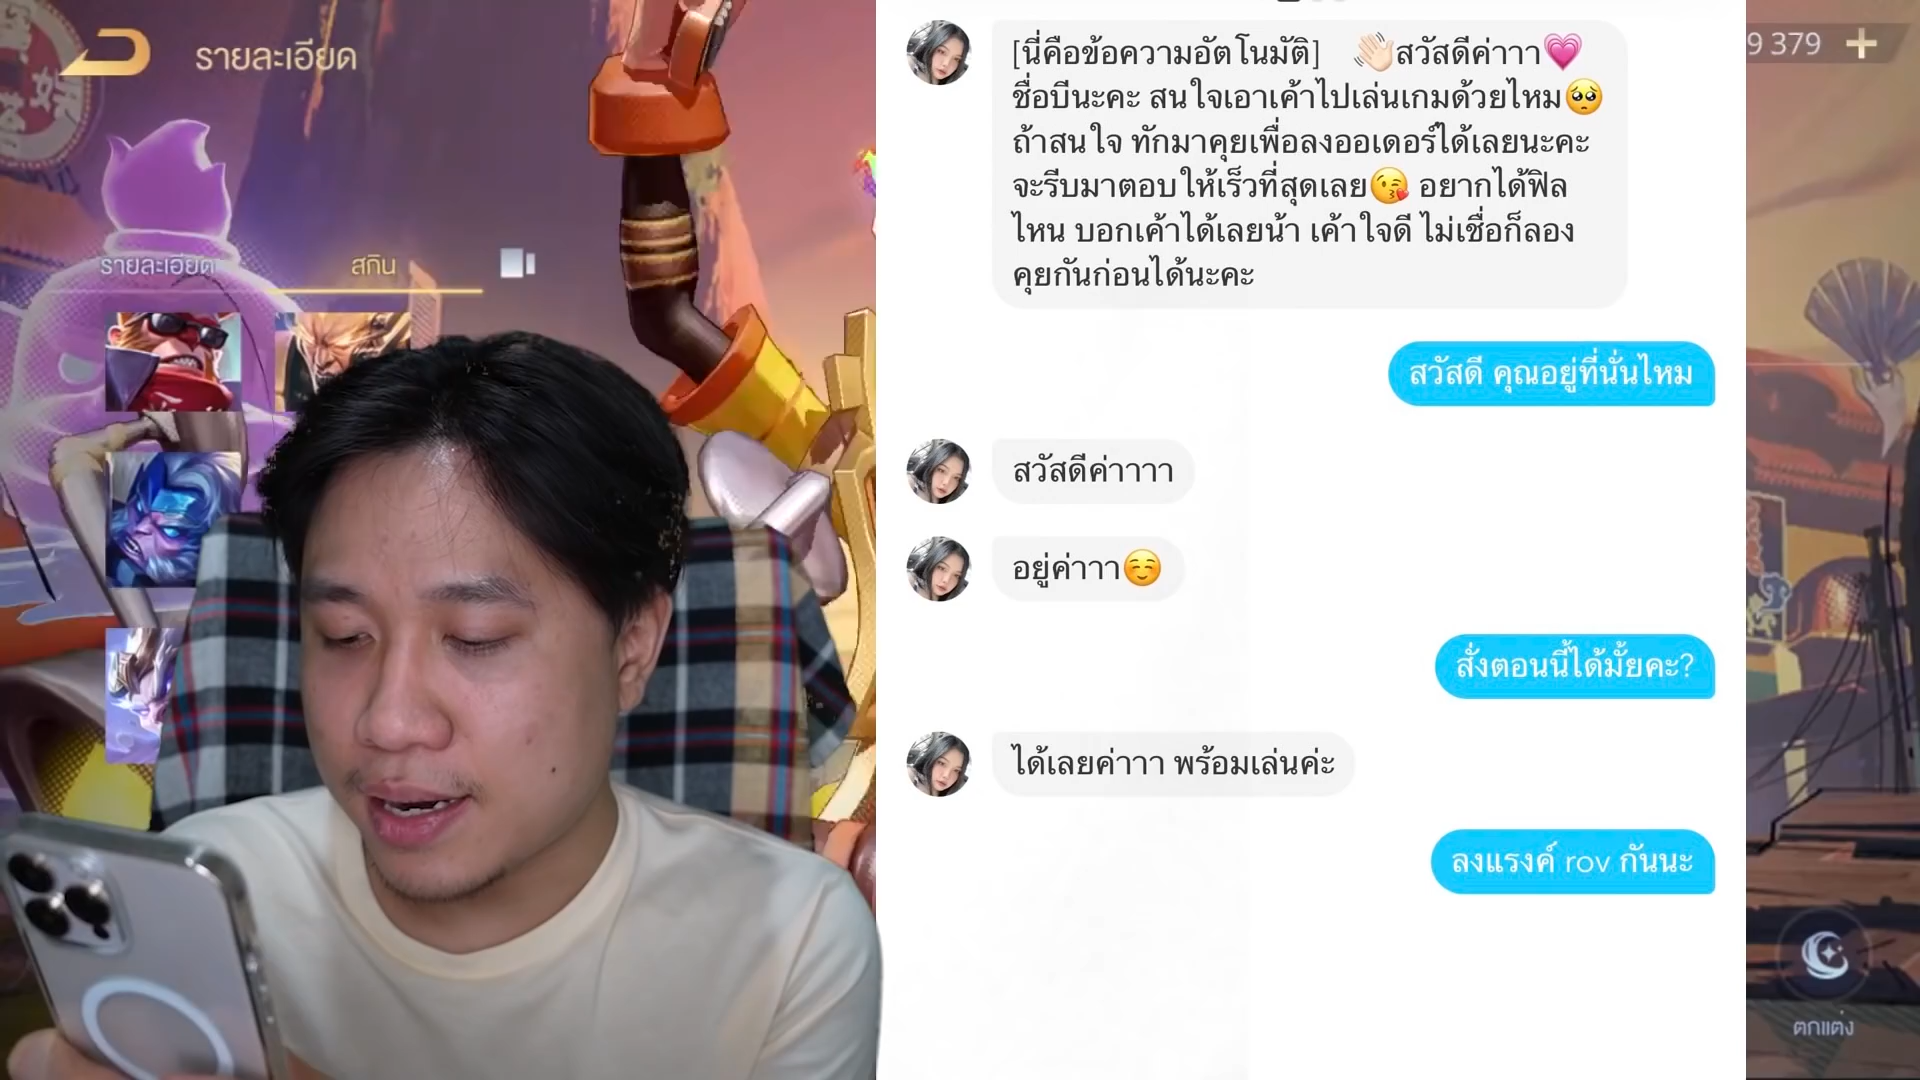 รายละเอียด
รายละเอียด
สกิน
[นี่คือข้อความอัตโนมัติ] 👋🏻สวัสดีค่าาา💗
ชื่อบีนะคะ สนใจเอาเค้าไปเล่นเกมด้วยไหม🥺
ถ้าสนใจ ทักมาคุยเพื่อลงออเดอร์ได้เลยนะคะ
จะรีบมาตอบให้เร็วที่สุดเลย😘 อยากได้ฟิล
ไหน บอกเค้าได้เลยน้า เค้าใจดี ไม่เชื่อก็ลอง
คุยกันก่อนได้นะคะ
สวัสดี คุณอยู่ที่นั่นไหม
สวัสดีค่าาาา
อยู่ค่าาา☺️
สั่งตอนนี้ได้มั้ยคะ?
ได้เลยค่าาา พร้อมเล่นค่ะ
ลงแรงค์ rov กันนะ
9 379
ตกแต่ง